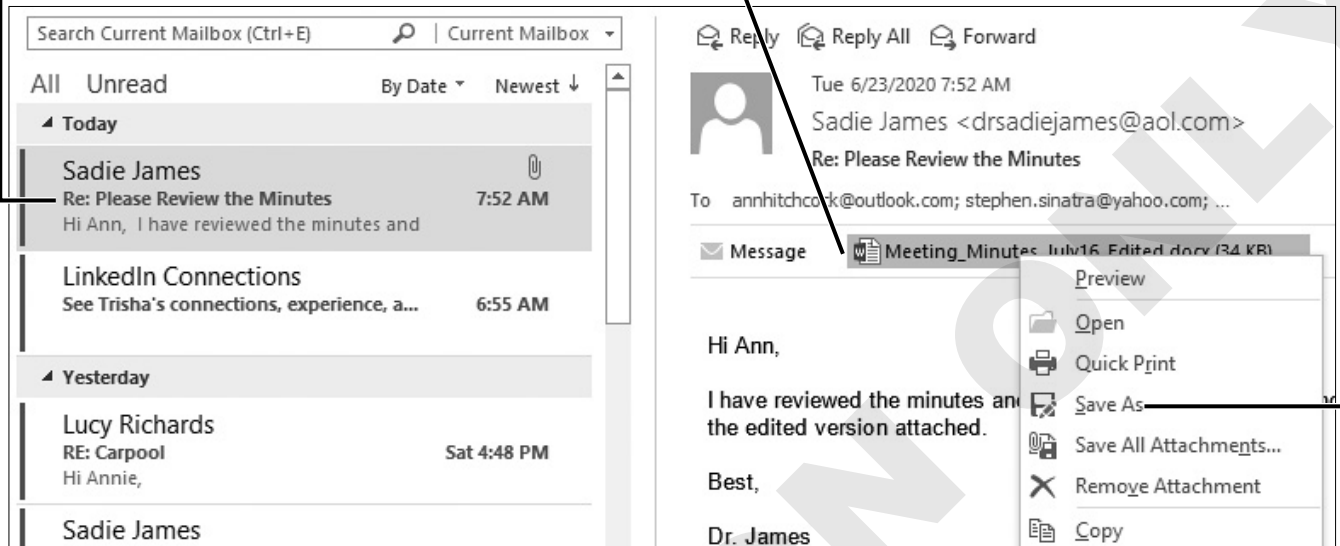 Search Current Mailbox (Ctrl+E)
Current Mailbox
All Unread By Date Newest ↓
Today
Sadie James
Re: Please Review the Minutes 7:52 AM
Hi Ann, I have reviewed the minutes and
LinkedIn Connections
See Trisha's connections, experience, a... 6:55 AM
Yesterday
Lucy Richards
RE: Carpool Sat 4:48 PM
Hi Annie,
Sadie James
Reply Reply All Forward
Tue 6/23/2020 7:52 AM
Sadie James <drsadiejames@aol.com>
Re: Please Review the Minutes
To annhitchcock@outlook.com; stephen.sinatra@yahoo.com; ...
Message Meeting_Minutes_July16_Edited.docx (34 KB)
Preview
Open
Quick Print
Save As
Save All Attachments...
Remove Attachment
Copy
Hi Ann,
I have reviewed the minutes
the edited version attached.
Best,
Dr. James
N ONLY